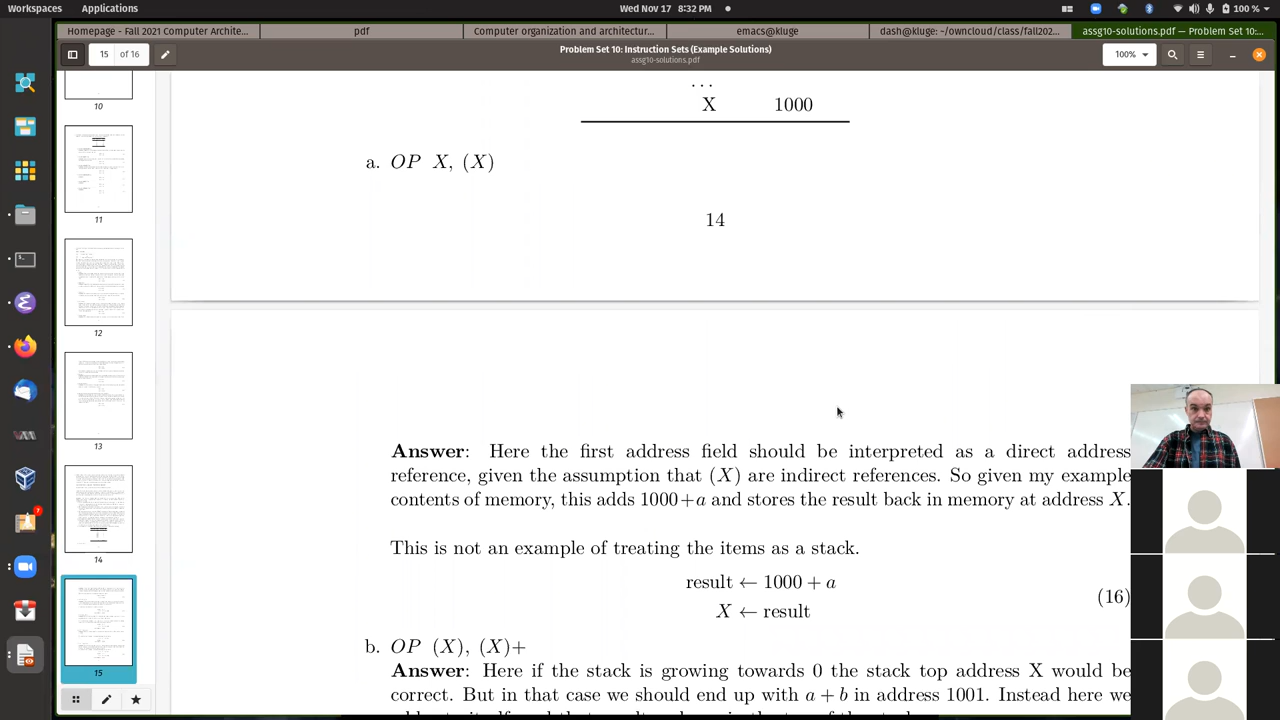 Workspaces Applications Wed Nov 17 8:32 PM 100 %
Homepage - Fall 2021 Computer Archite... pdf Computer organization and architectur... emacs@kluge dash@kluge: ~/owncloud/class/fall202... assg10-solutions.pdf — Problem Set 10:...
15 of 16 Problem Set 10: Instruction Sets (Example Solutions) 100%
assg10-solutions.pdf
10
11
12
13
14
15
7
...
X 1000
a. OP X, (X)
14
Answer: Here the first address field should be interpreted as a direct address
reference, given the assumption that (X) are indirect references. So given my example
contents of memory, this adds 1000+a and stores the result back in memory at address X.
This is not an example of treating the items as a stack.
result ← 1000 + a
X ← result
(16)
b. OP (X), (X)+
Answer: Here if the stack is growing towards 0 the stack top address X would be
correct. But in that case we should end up with a + b in address 1001. Instead here we